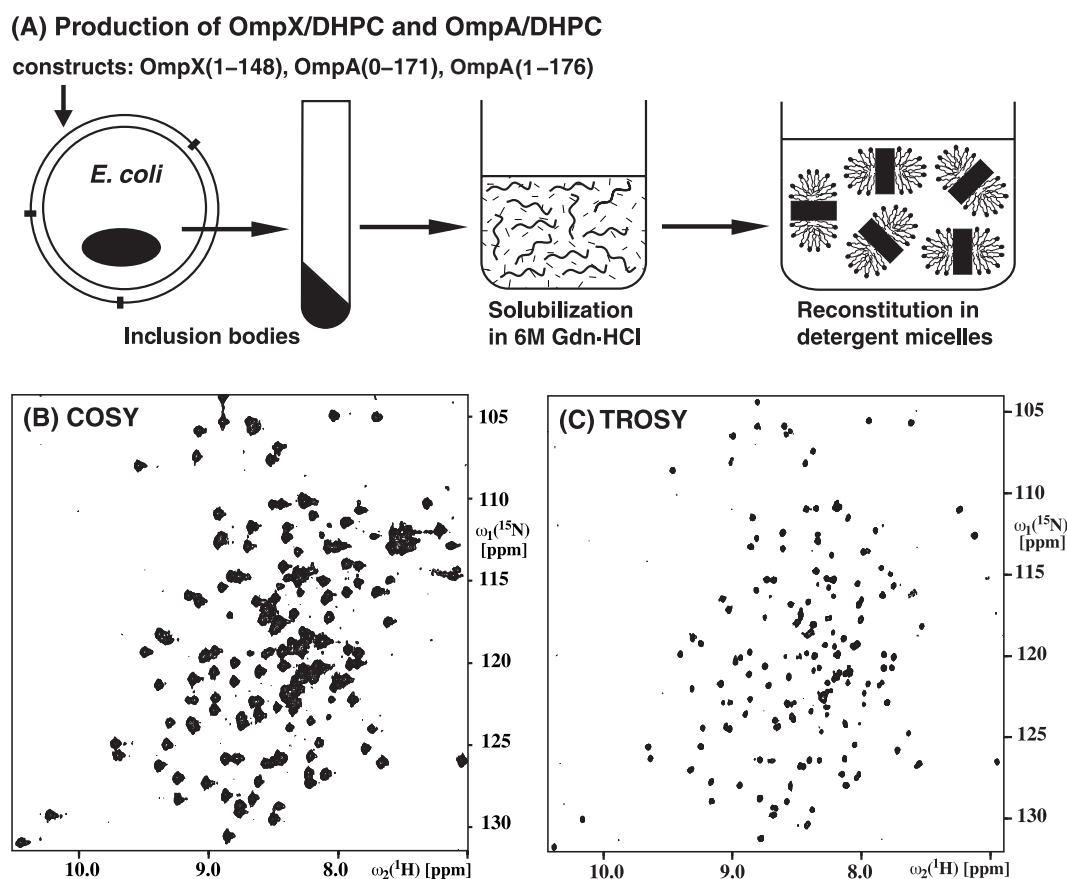 (A) Production of OmpX/DHPC and OmpA/DHPC
constructs: OmpX(1–148), OmpA(0–171), OmpA(1–176)
E. coli
Inclusion bodies
Solubilization
in 6M Gdn·HCl
Reconstitution in
detergent micelles
(B) COSY
105
110
ω1(15N)
[ppm]
115
120
125
130
10.0
9.0
8.0
ω2(1H) [ppm]
(C) TROSY
105
110
ω1(15N)
[ppm]
115
120
125
130
10.0
9.0
8.0
ω2(1H) [ppm]